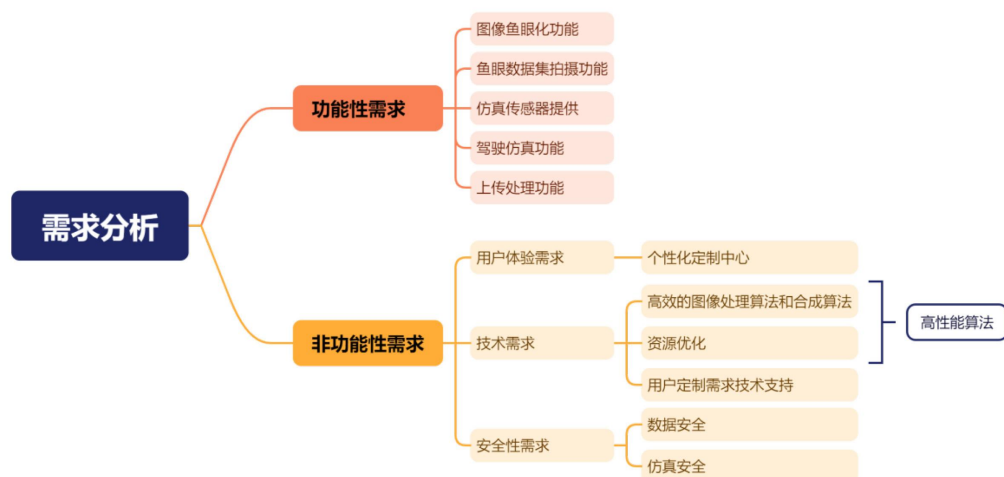 需求分析
功能性需求
图像鱼眼化功能
鱼眼数据集拍摄功能
仿真传感器提供
驾驶仿真功能
上传处理功能
非功能性需求
用户体验需求
个性化定制中心
技术需求
高效的图像处理算法和合成算法
资源优化
用户定制需求技术支持
高性能算法
安全性需求
数据安全
仿真安全